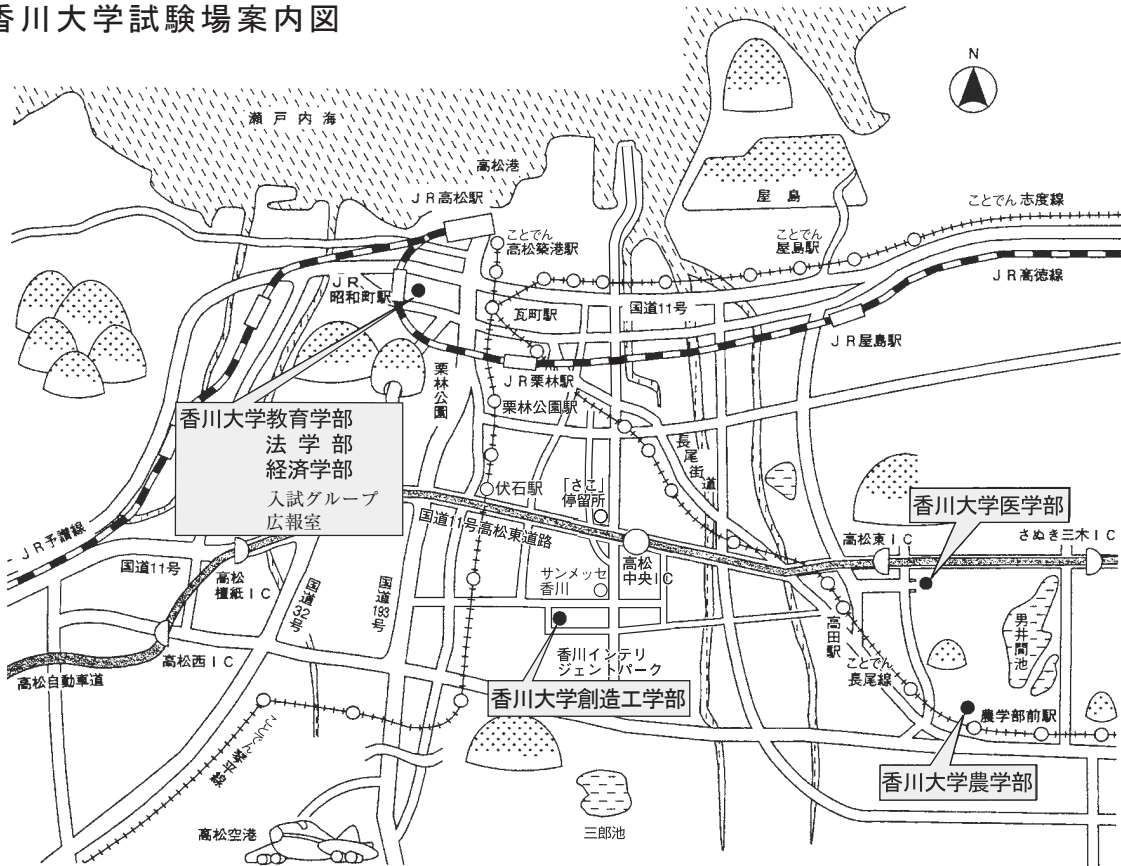 香川大学試験場案内図
N
瀬戸内海
高松港
JR高松駅
ことでん
高松築港駅
屋島
ことでん志度線
ことでん
屋島駅
JR高徳線
JR
昭和町駅
瓦町駅
国道11号
JR屋島駅
栗林公園
JR栗林駅
栗林公園駅
長尾街道
香川大学教育学部
法学部
経済学部
入試グループ
広報室
伏石駅
「さこ」
停留所
国道11号高松東道路
香川大学医学部
高松東IC
さぬき三木IC
JR予讃線
国道11号
高松
檀紙IC
国道32号
国道193号
サンメッセ
香川
高松
中央IC
高松西IC
高松自動車道
香川インテリ
ジェントパーク
高田駅
ことでん
長尾線
男井間池
香川大学創造工学部
農学部前駅
ことでん琴平線
香川大学農学部
高松空港
三郎池